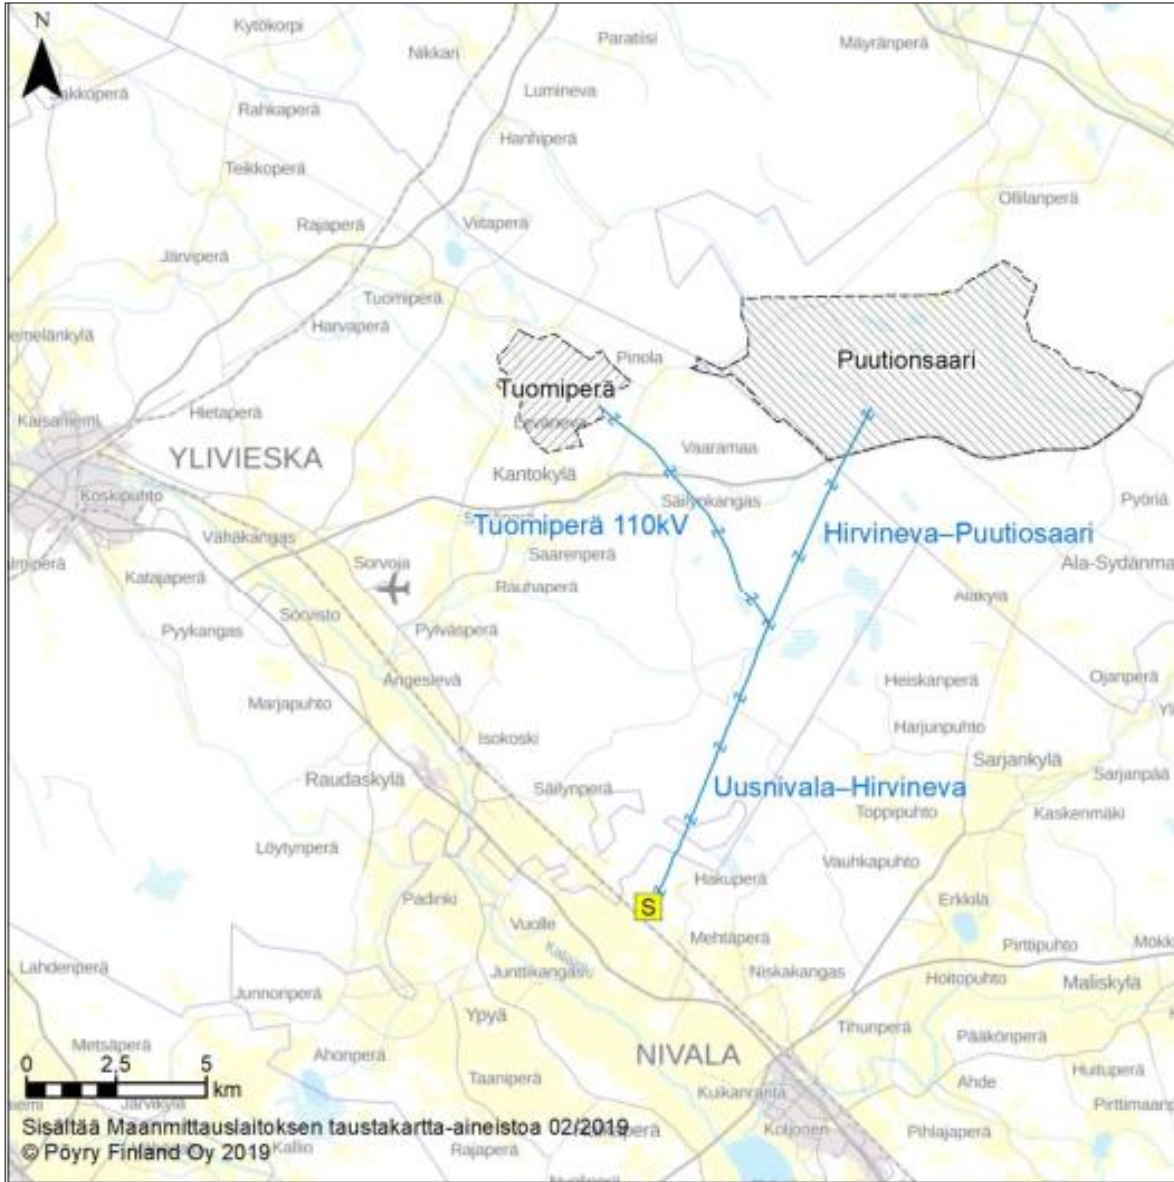 N
Kytökorpi
Paratiisi
Mäyränperä
Nikkari
Lumineva
Rahkaperä
Hanhiperä
Teikkoperä
Ollilanperä
Rajaperä
Viitaperä
Järviperä
Tuomiperä
Harvaperä
Pinola
Puutionsaari
Tuomiperä
Hietaperä
Vaaramaa
YLIVIESKA
Kantokylä
Koskipuhto
Säilynkangas
Pyöriä
Tuomiperä 110kV
Hirvineva–Puutiosaari
Vähäkangas
Saarenperä
Sorvoja
Katajaperä
Rauhaperä
Alakylä
Sorvisto
Pyykangas
Pylväsperä
Ängeslevä
Heiskanperä
Ojanperä
Marjapuhto
Harjunpuhto
Isokoski
Sarjankylä
Raudaskylä
Säilynperä
Uusnivala–Hirvineva
Sarjanpää
Toppipuhto
Kaskenmäki
Löytynperä
Vauhkapuhto
Hakuperä
Padinki
S
Erkkilä
Vuolle
Mehtäperä
Pirttipuhto
Lahdenperä
Junttikangas
Niskakangas
Hoitopuhto
Maliskylä
Junnonperä
Ypyä
Tihunperä
Pääkönperä
Metsäperä
Ahonperä
NIVALA
0 2,5 5
km
Taaniperä
Kuikanranta
Ahde
Huituperä
Järvikylä
Sisältää Maanmittauslaitoksen taustakartta-aineistoa 02/2019
Koljonen
Pihlajaperä
© Pöyry Finland Oy 2019
Kallio
Rajaperä